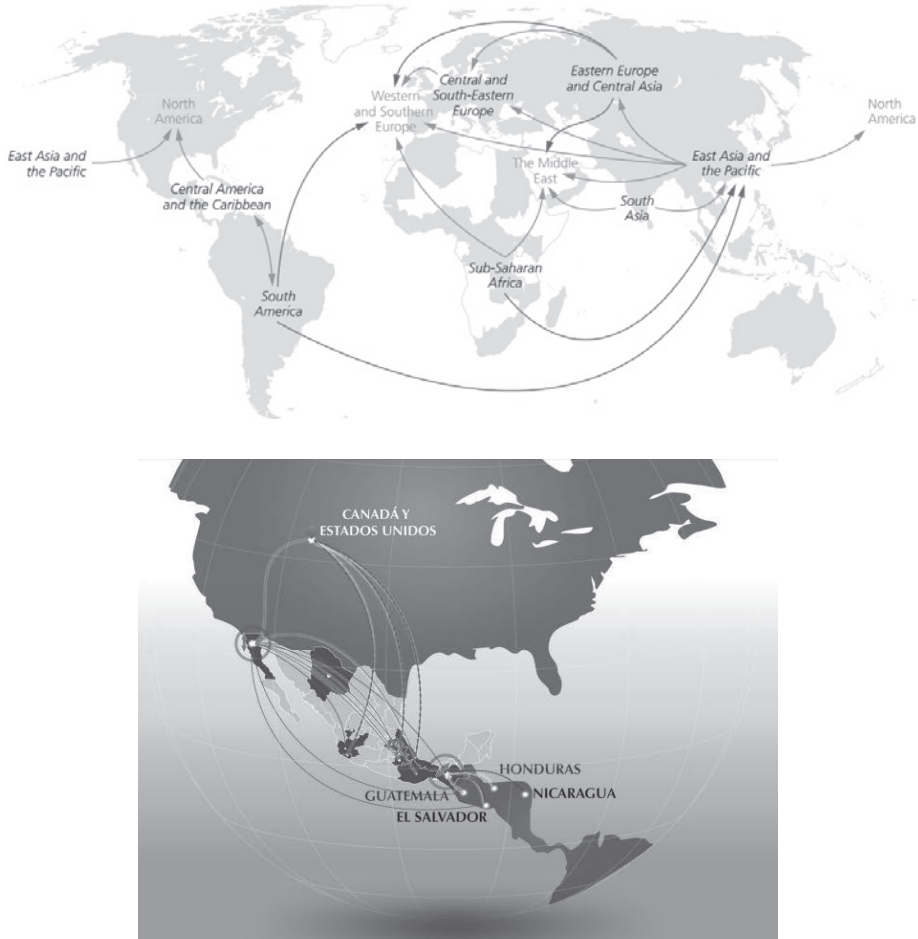 North
America
East Asia and
the Pacific
Central America
and the Caribbean
South
America
Western
and Southern
Europe
Central and
South-Eastern
Europe
Eastern Europe
and Central Asia
The Middle
East
South
Asia
Sub-Saharan
Africa
East Asia and
the Pacific
North
America
CANADÁ Y
ESTADOS UNIDOS
HONDURAS
GUATEMALA
NICARAGUA
EL SALVADOR